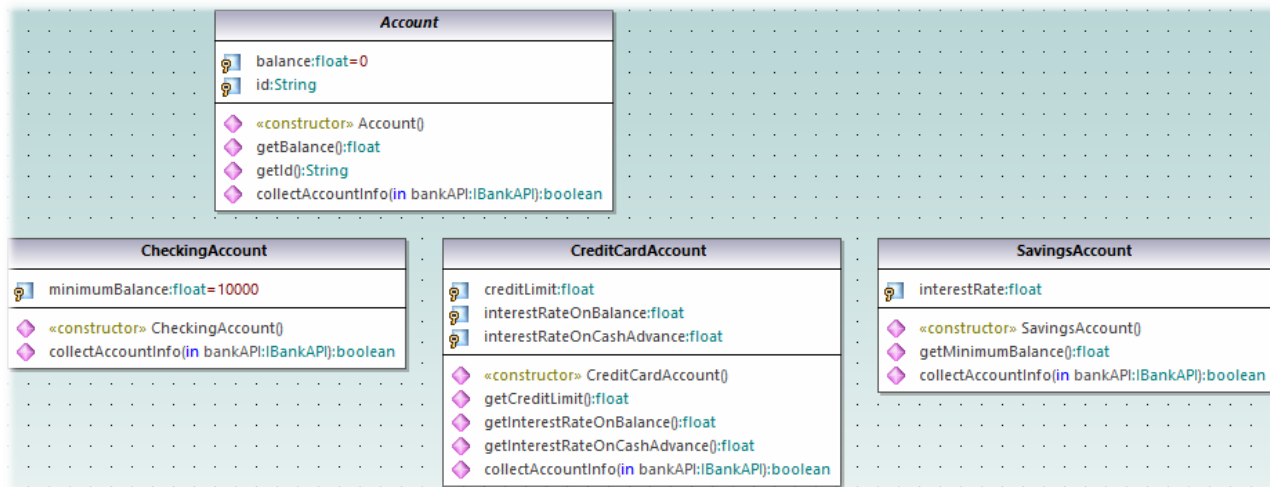 Account
balance:float=0
id:String
«constructor» Account()
getBalance():float
getId():String
collectAccountInfo(in bankAPI:IBankAPI):boolean
CheckingAccount
minimumBalance:float=10000
«constructor» CheckingAccount()
collectAccountInfo(in bankAPI:IBankAPI):boolean
CreditCardAccount
creditLimit:float
interestRateOnBalance:float
interestRateOnCashAdvance:float
«constructor» CreditCardAccount()
getCreditLimit():float
getInterestRateOnBalance():float
getInterestRateOnCashAdvance():float
collectAccountInfo(in bankAPI:IBankAPI):boolean
SavingsAccount
interestRate:float
«constructor» SavingsAccount()
getMinimumBalance():float
collectAccountInfo(in bankAPI:IBankAPI):boolean